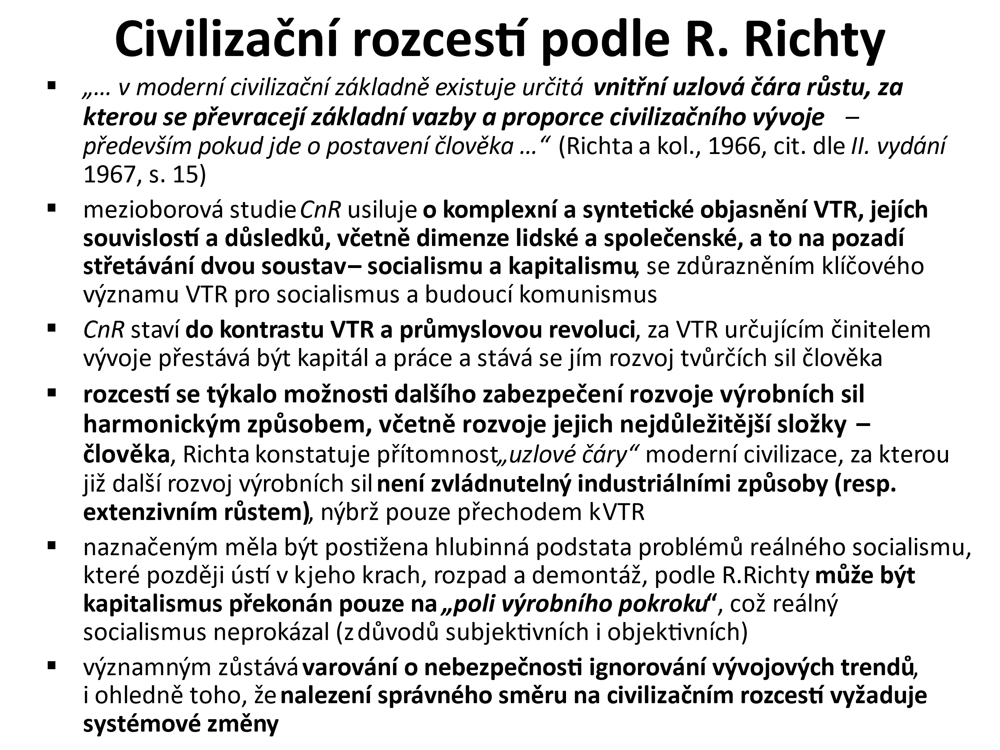 Civilizační rozcestí podle R. Richty
▪ „… v moderní civilizační základně existuje určitá vnitřní uzlová čára růstu, za
kterou se převracejí základní vazby a proporce civilizačního vývoje –
především pokud jde o postavení člověka …“ (Richta a kol., 1966, cit. dle II. vydání
1967, s. 15)
▪ mezioborová studie CnR usiluje o komplexní a syntetické objasnění VTR, jejích
souvislostí a důsledků, včetně dimenze lidské a společenské, a to na pozadí
střetávání dvou soustav – socialismu a kapitalismu, se zdůrazněním klíčového
významu VTR pro socialismus a budoucí komunismus
▪ CnR staví do kontrastu VTR a průmyslovou revoluci, za VTR určujícím činitelem
vývoje přestává být kapitál a práce a stává se jím rozvoj tvůrčích sil člověka
▪ rozcestí se týkalo možnosti dalšího zabezpečení rozvoje výrobních sil
harmonickým způsobem, včetně rozvoje jejich nejdůležitější složky –
člověka, Richta konstatuje přítomnost „uzlové čáry“ moderní civilizace, za kterou
již další rozvoj výrobních sil není zvládnutelný industriálními způsoby (resp.
extenzivním růstem), nýbrž pouze přechodem k VTR
▪ naznačeným měla být postižena hlubinná podstata problémů reálného socialismu,
které později ústí v k jeho krach, rozpad a demontáž, podle R.Richty může být
kapitalismus překonán pouze na „poli výrobního pokroku“, což reálný
socialismus neprokázal (z důvodů subjektivních i objektivních)
▪ významným zůstává varování o nebezpečnosti ignorování vývojových trendů,
i ohledně toho, že nalezení správného směru na civilizačním rozcestí vyžaduje
systémové změny